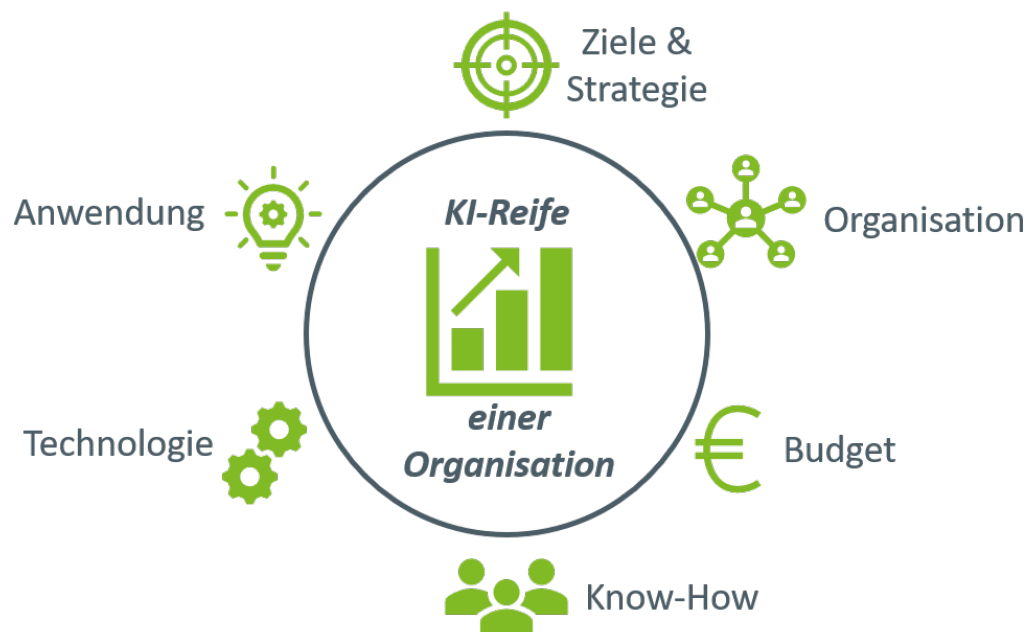 Ziele &
Strategie
Anwendung
KI-Reife
Organisation
einer
Organisation
Technologie
Budget
Know-How